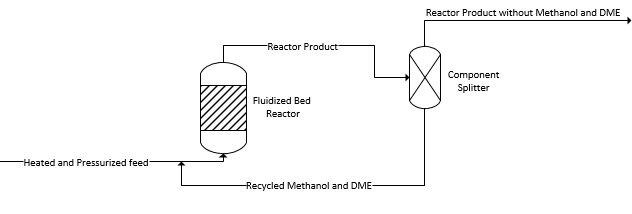 Reactor Product without Methanol and DME
Reactor Product
Component
Splitter
Fluidized Bed
Reactor
Heated and Pressurized feed
Recycled Methanol and DME